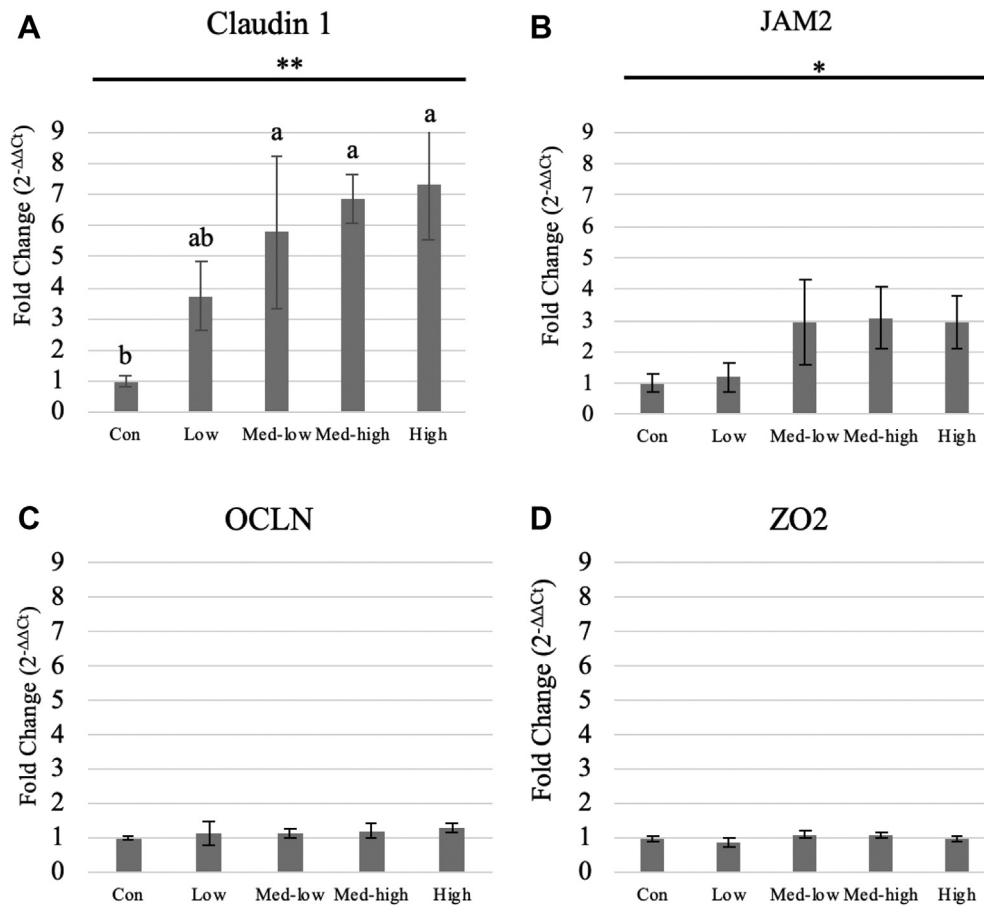 A Claudin 1
**
Fold Change (2-ΔΔCt)
9
8
7
6
5
4
3
2
1
0
b
ab
a
a
a
Con Low Med-low Med-high High
B JAM2
*
Fold Change (2-ΔΔCt)
9
8
7
6
5
4
3
2
1
0
Con Low Med-low Med-high High
C OCLN
Fold Change (2-ΔΔCt)
9
8
7
6
5
4
3
2
1
0
Con Low Med-low Med-high High
D ZO2
Fold Change (2-ΔΔCt)
9
8
7
6
5
4
3
2
1
0
Con Low Med-low Med-high High